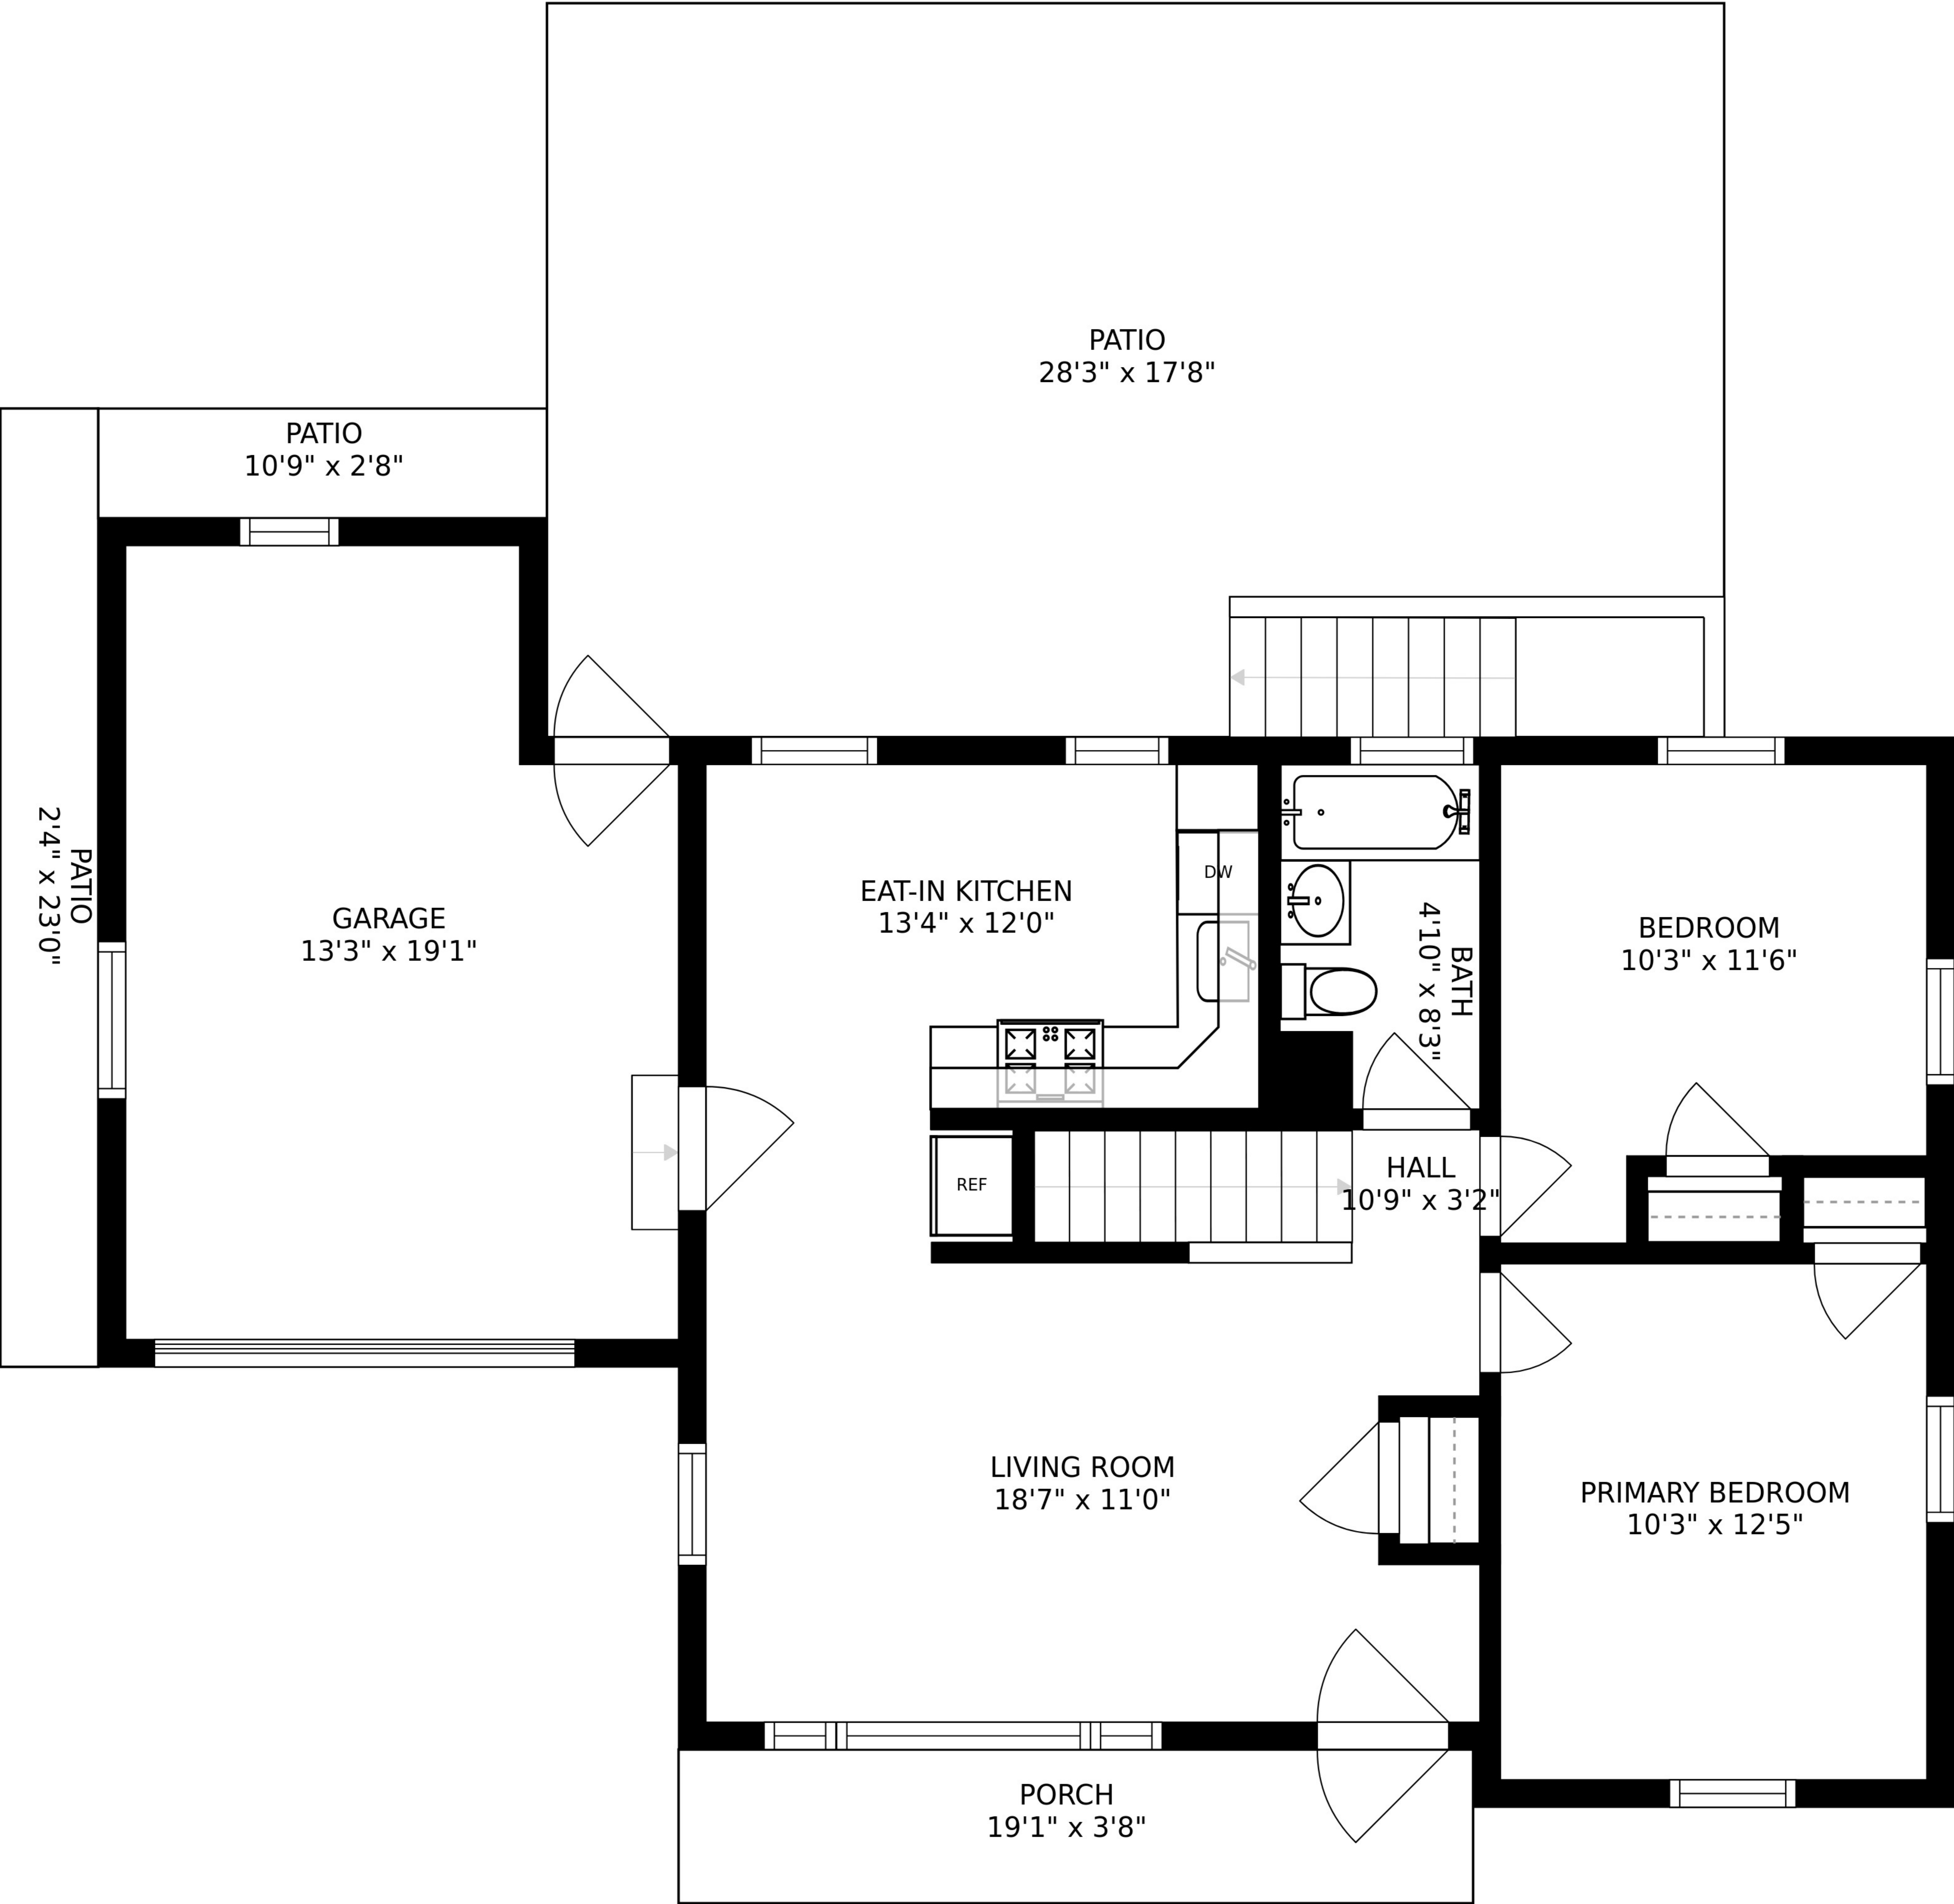 PATIO
28'3" x 17'8"
PATIO
10'9" x 2'8"
PATIO
2'4" x 23'0"
GARAGE
13'3" x 19'1"
EAT-IN KITCHEN
13'4" x 12'0"
DW
BATH
4'10" x 8'3"
BEDROOM
10'3" x 11'6"
REF
HALL
10'9" x 3'2"
LIVING ROOM
18'7" x 11'0"
PRIMARY BEDROOM
10'3" x 12'5"
PORCH
19'1" x 3'8"